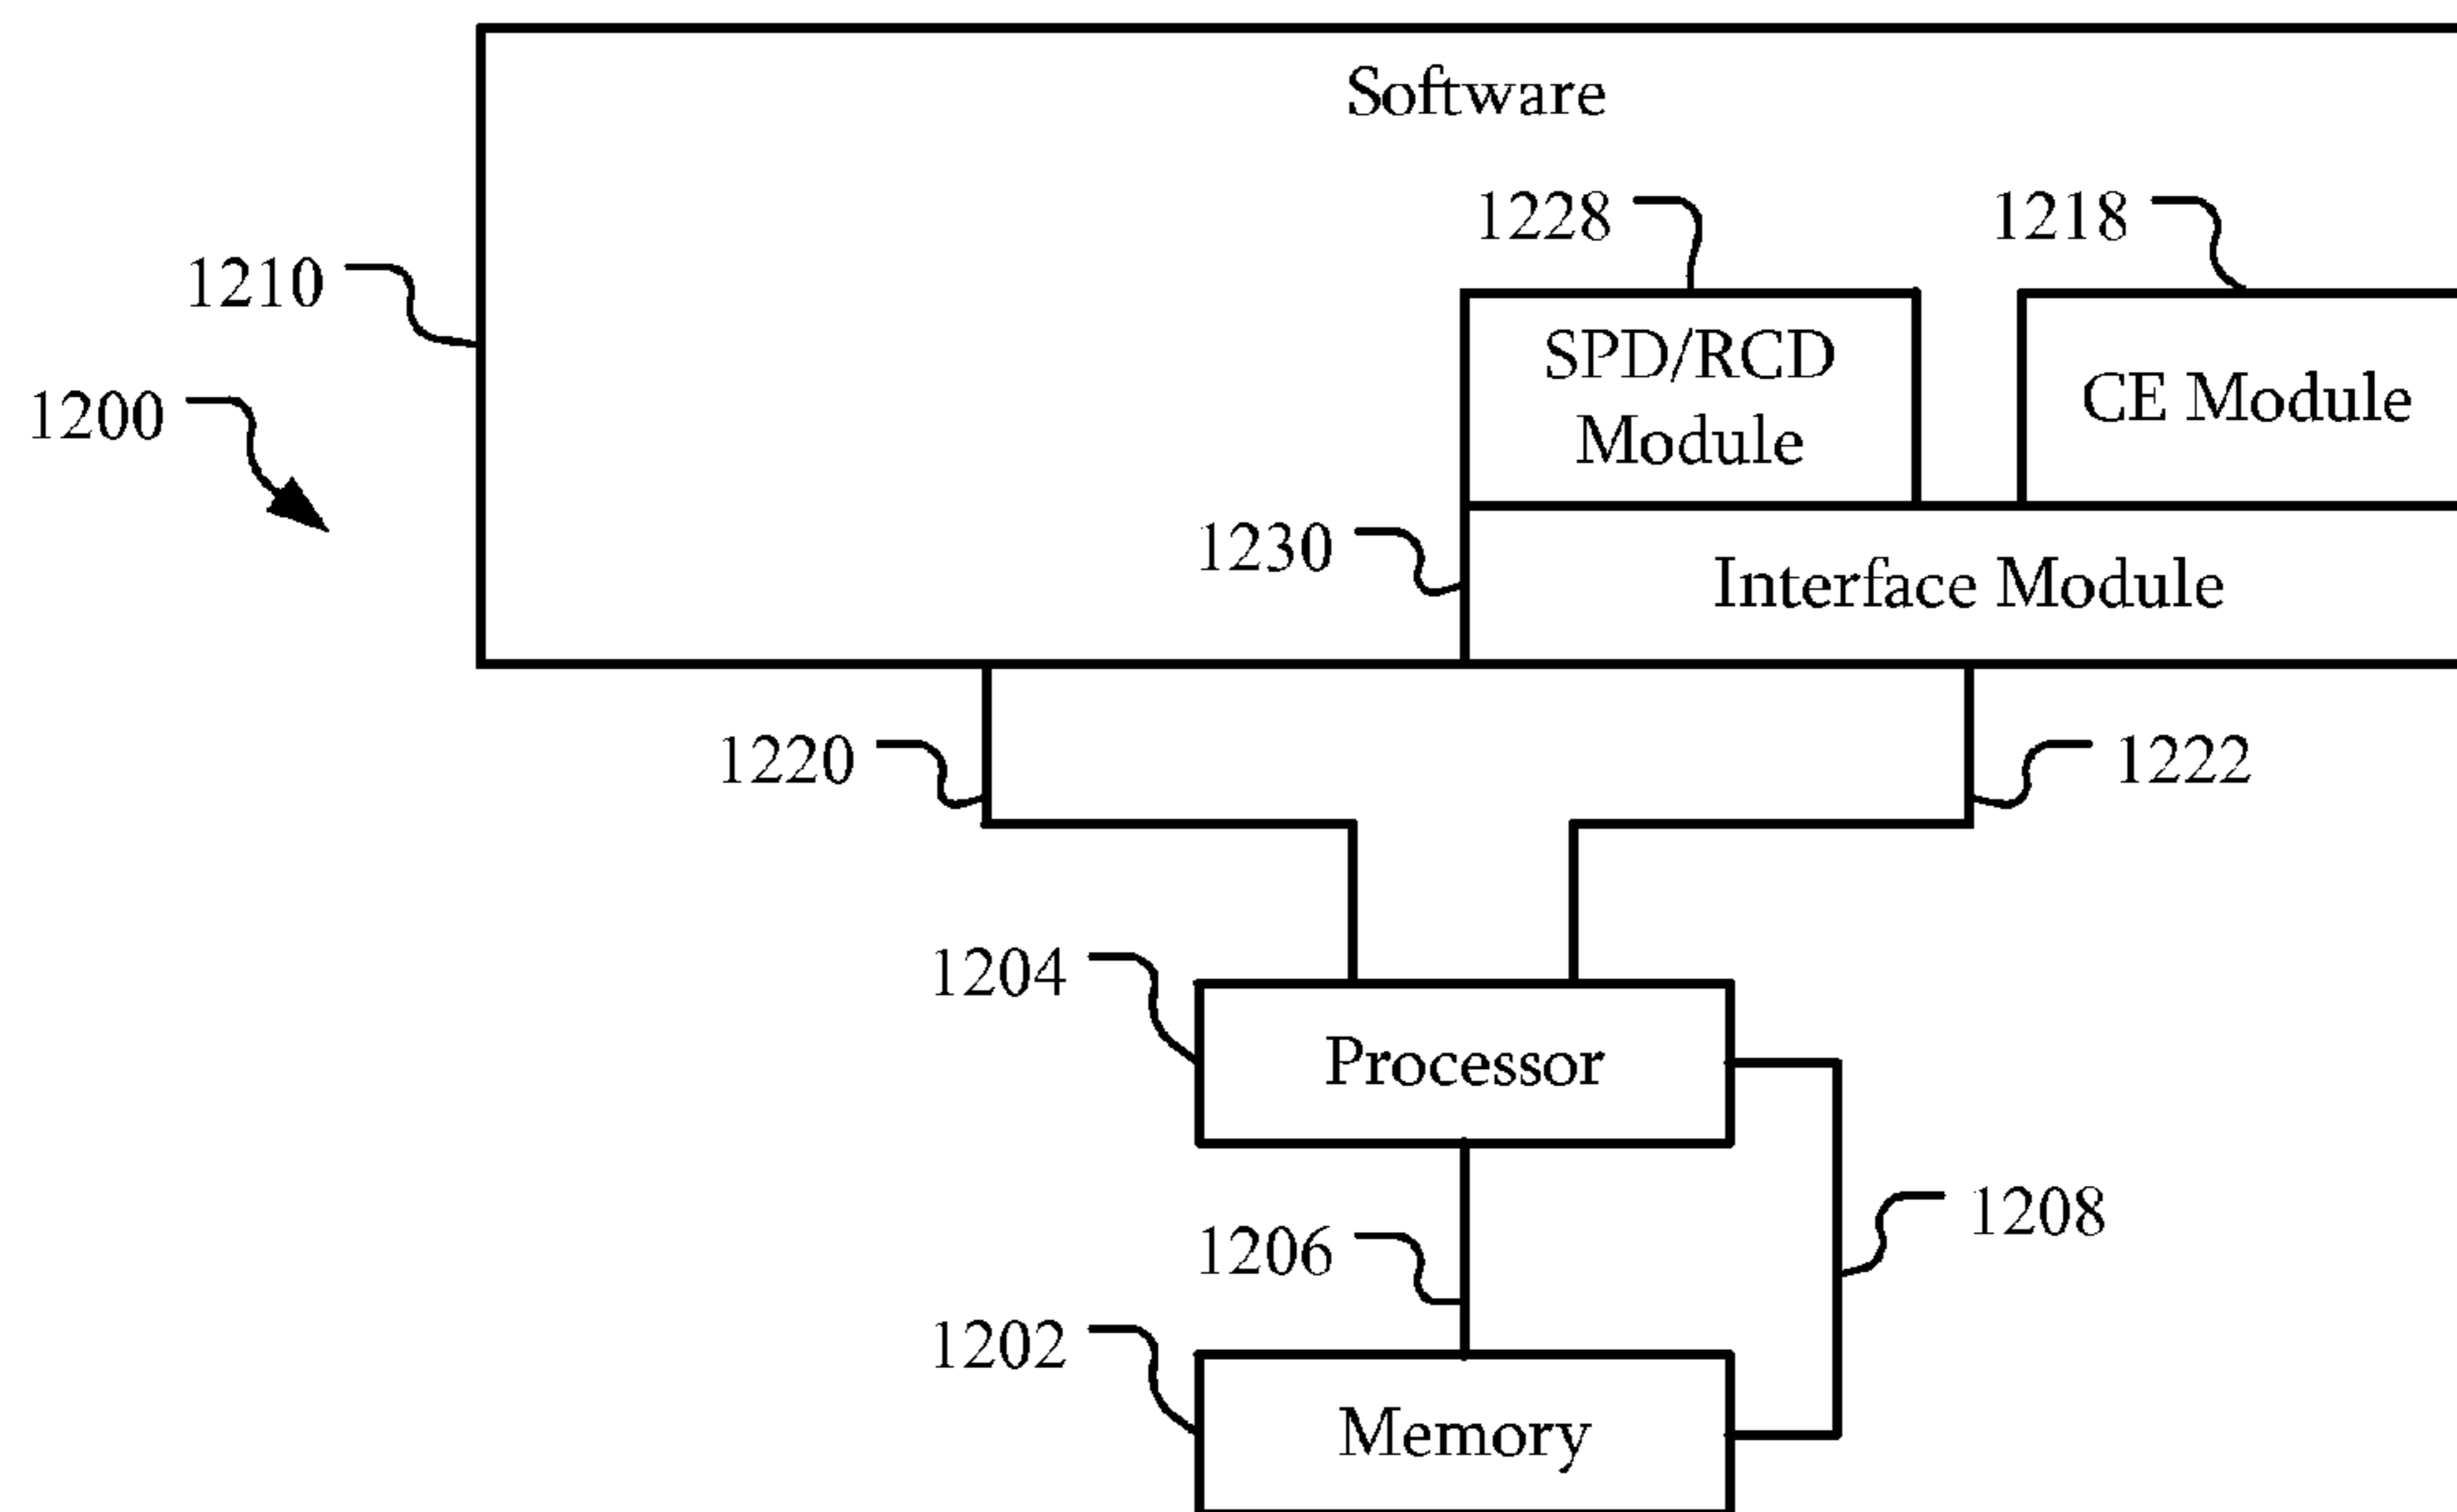 Software
1228
1218
1210
SPD/RCD
Module
CE Module
1200
1230
Interface Module
1220
1222
1204
Processor
1208
1206
1202
Memory